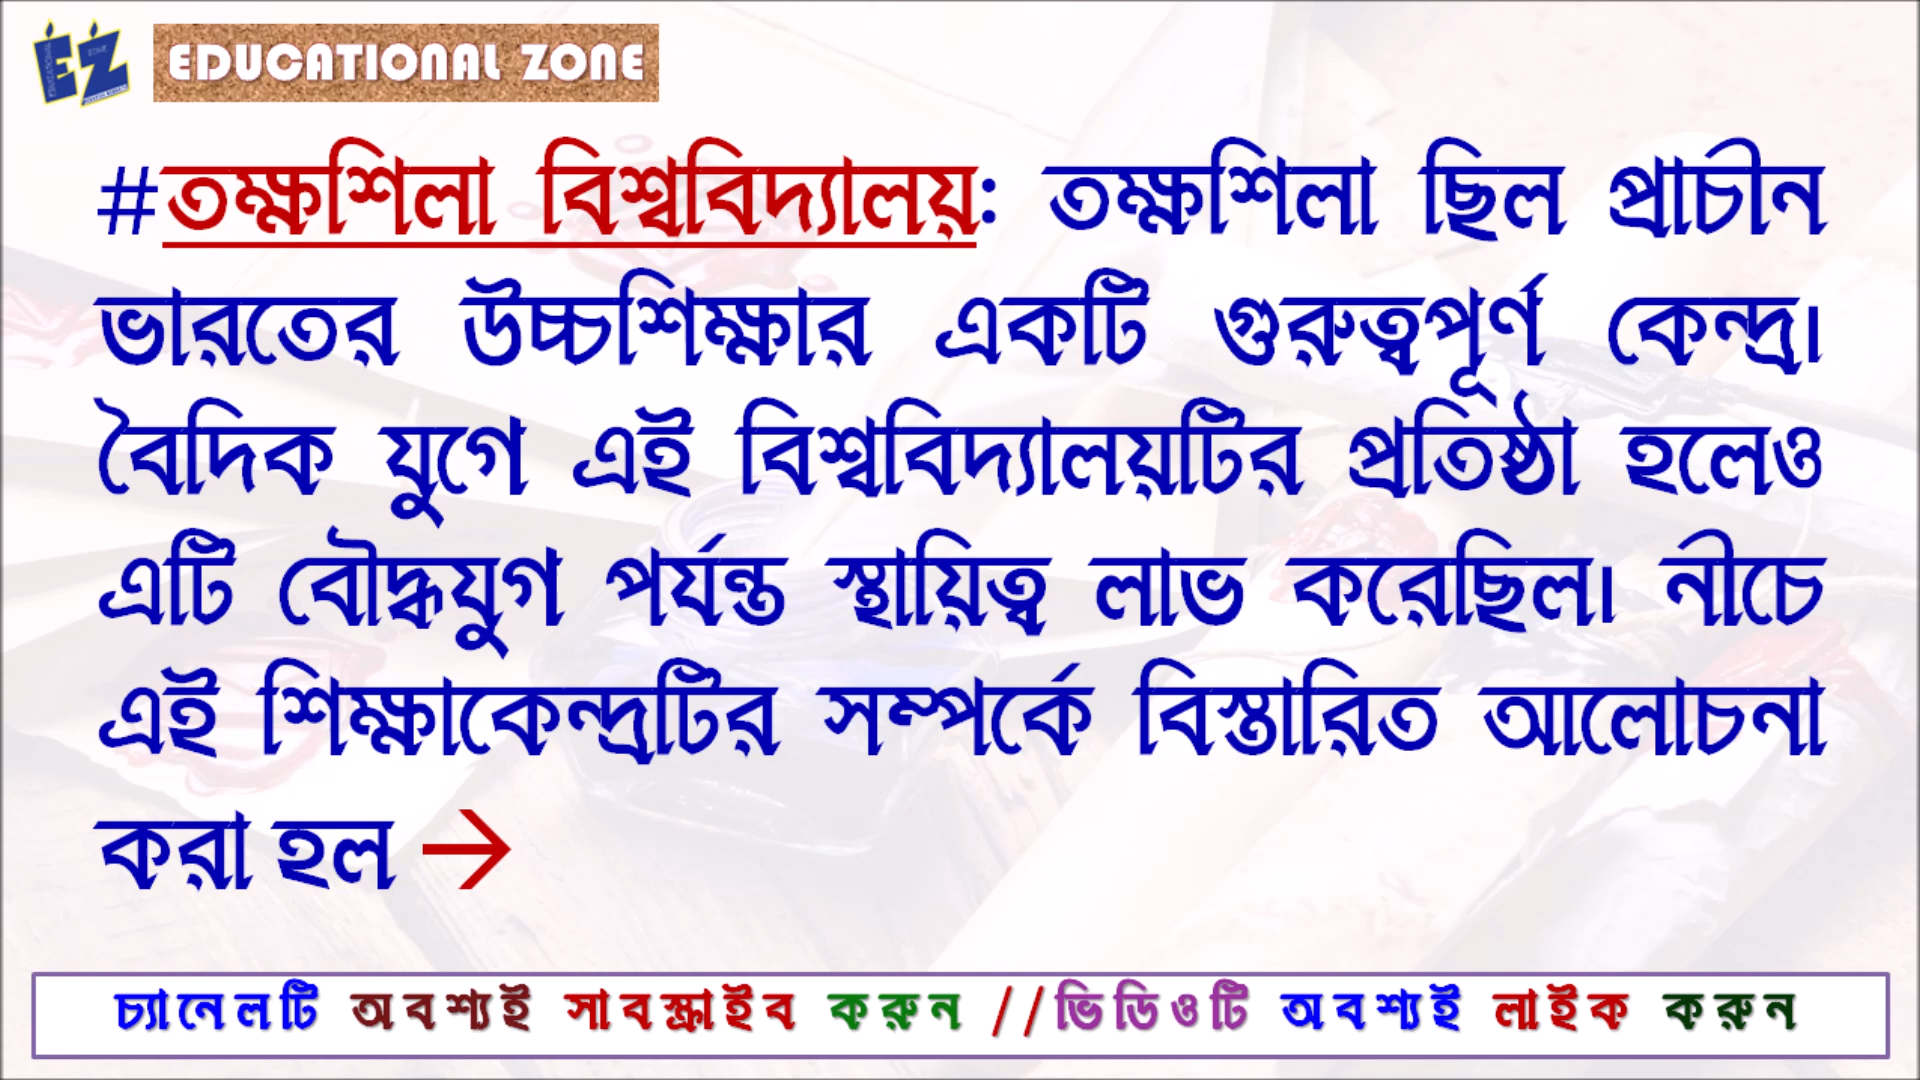 EZ EDUCATIONAL ZONE
#তক্ষশিলা বিশ্ববিদ্যালয়ঃ তক্ষশিলা ছিল প্রাচীন
ভারতের উচ্চশিক্ষার একটি গুরুত্বপূর্ণ কেন্দ্র।
বৈদিক যুগে এই বিশ্ববিদ্যালয়টির প্রতিষ্ঠা হলেও
এটি বৌদ্ধযুগ পর্যন্ত স্থায়িত্ব লাভ করেছিল। নীচে
এই শিক্ষাকেন্দ্রটির সম্পর্কে বিস্তারিত আলোচনা
করা হল →
চ্যানেলটি অবশ্যই সাবস্ক্রাইব করুন //ভিডিওটি অবশ্যই লাইক করুন